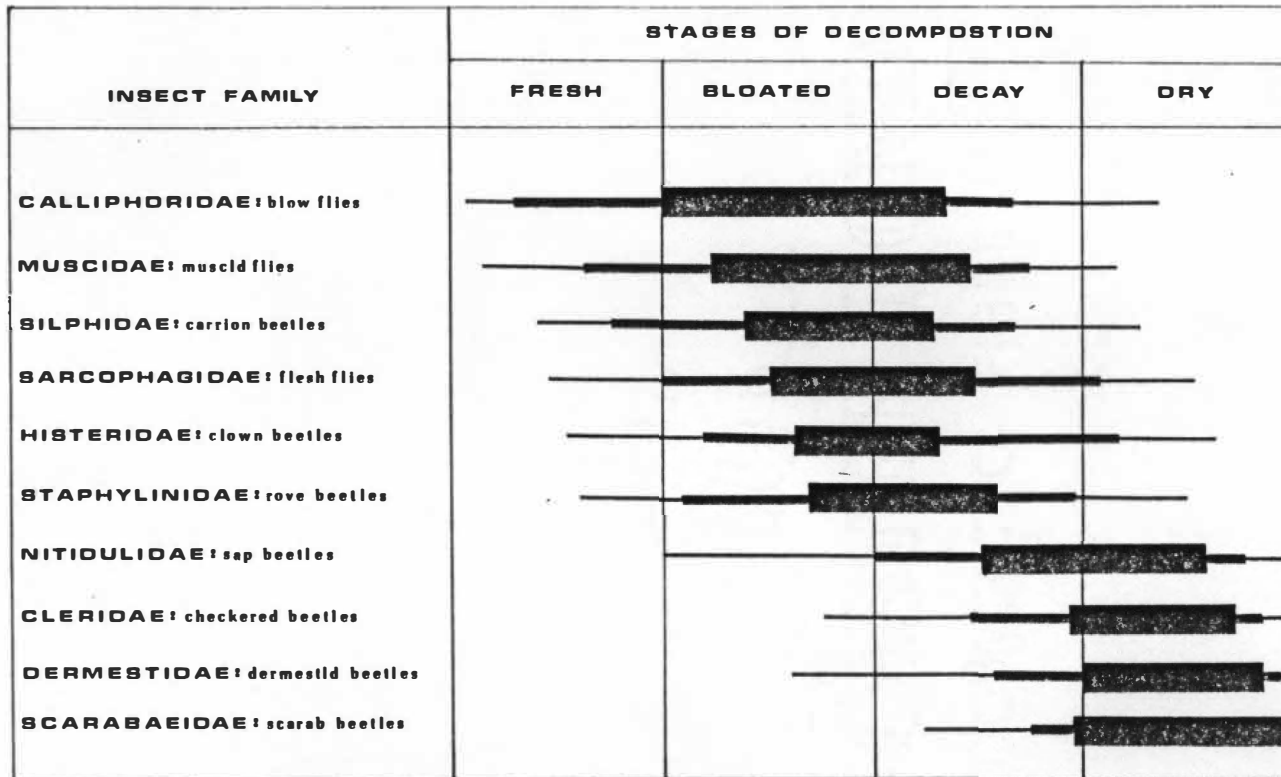 STAGES OF DECOMPOSTION
INSECT FAMILY
FRESH
BLOATED
DECAY
DRY
CALLIPHORIDAE: blow flies
MUSCIDAE: muscid flies
SILPHIDAE: carrion beetles
SARCOPHAGIDAE: flesh flies
HISTERIDAE: clown beetles
STAPHYLINIDAE: rove beetles
NITIDULIDAE: sap beetles
CLERIDAE: checkered beetles
DERMESTIDAE: dermestid beetles
SCARABAEIDAE: scarab beetles